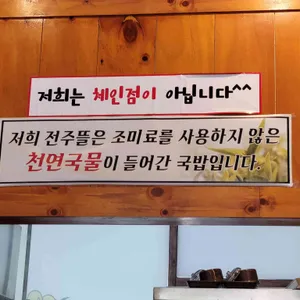 저희는 체인점이 아닙니다^^
저희 전주뜰은 조미료를 사용하지 않은
천연국물이 들어간 국밥입니다.